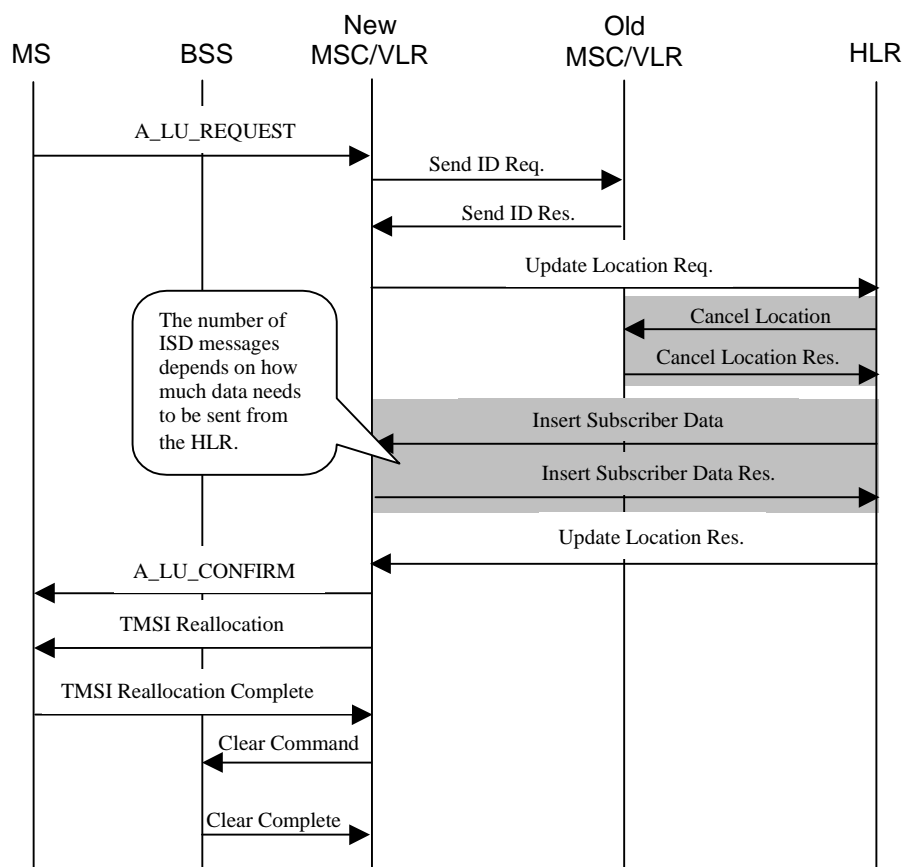 MS
BSS
New
MSC/VLR
Old
MSC/VLR
HLR
A_LU_REQUEST
Send ID Req.
Send ID Res.
Update Location Req.
Cancel Location
Cancel Location Res.
The number of
ISD messages
depends on how
much data needs
to be sent from
the HLR.
Insert Subscriber Data
Insert Subscriber Data Res.
Update Location Res.
A_LU_CONFIRM
TMSI Reallocation
TMSI Reallocation Complete
Clear Command
Clear Complete